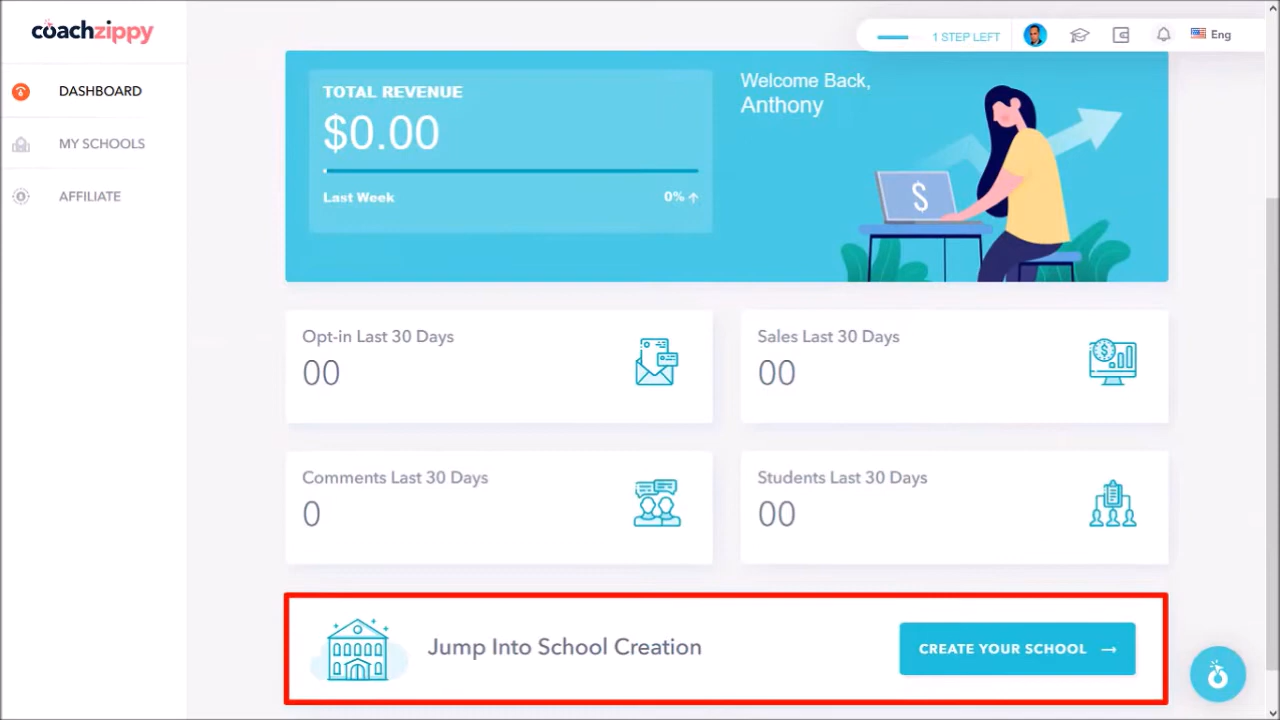 coachzippy
1 STEP LEFT
Eng
DASHBOARD
MY SCHOOLS
AFFILIATE
TOTAL REVENUE
$0.00
Last Week
0%
Welcome Back,
Anthony
$
Opt-in Last 30 Days
00
Sales Last 30 Days
00
$
Comments Last 30 Days
0
Students Last 30 Days
00
Jump Into School Creation
CREATE YOUR SCHOOL →